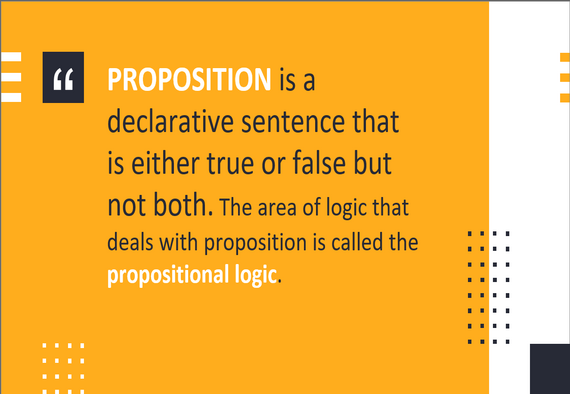 “
PROPOSITION is a
declarative sentence that
is either true or false but
not both. The area of logic that
deals with proposition is called the
propositional logic.